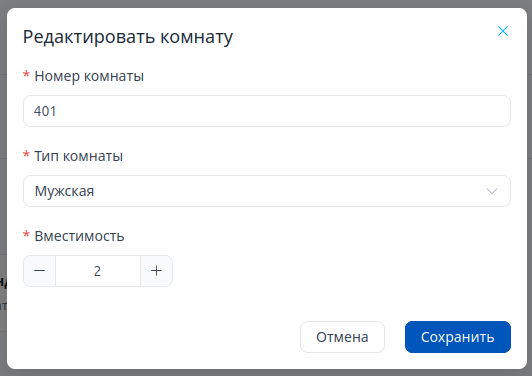 Редактировать комнату
* Номер комнаты
401
* Тип комнаты
Мужская
* Вместимость
2
Отмена
Сохранить